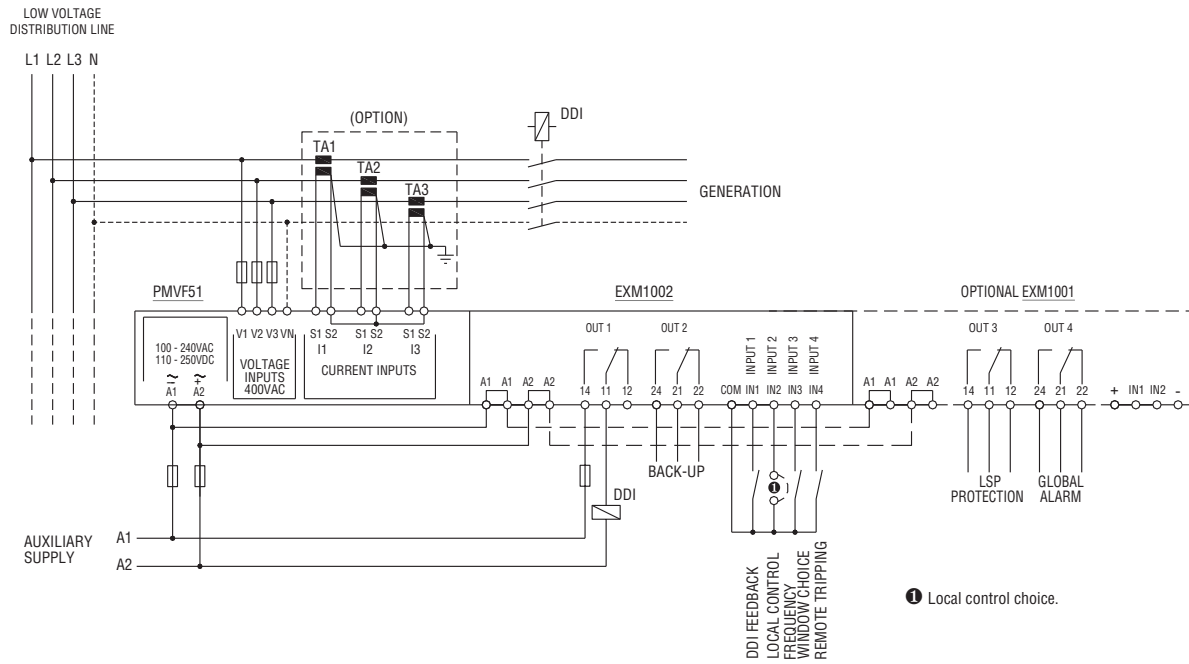 LOW VOLTAGE
DISTRIBUTION LINE
L1 L2 L3 N
(OPTION)
DDI
TA1
TA2
TA3
GENERATION
PMVF51
EXM1002
OPTIONAL EXM1001
100 - 240VAC
110 - 250VDC
~ ~
– +
A1 A2
V1 V2 V3 VN
VOLTAGE
INPUTS
400VAC
S1 S2 S1 S2 S1 S2
I1 I2 I3
CURRENT INPUTS
A1 A1 A2 A2
OUT 1
14 11 12
OUT 2
24 21 22
INPUT 1
INPUT 2
INPUT 3
INPUT 4
COM IN1 IN2 IN3 IN4
A1 A1 A2 A2
OUT 3
14 11 12
OUT 4
24 21 22
+ IN1 IN2 -
BACK-UP
DDI
❶
LSP
PROTECTION
GLOBAL
ALARM
AUXILIARY
SUPPLY
A1
A2
DDI FEEDBACK
LOCAL CONTROL
FREQUENCY
WINDOW CHOICE
REMOTE TRIPPING
❶ Local control choice.